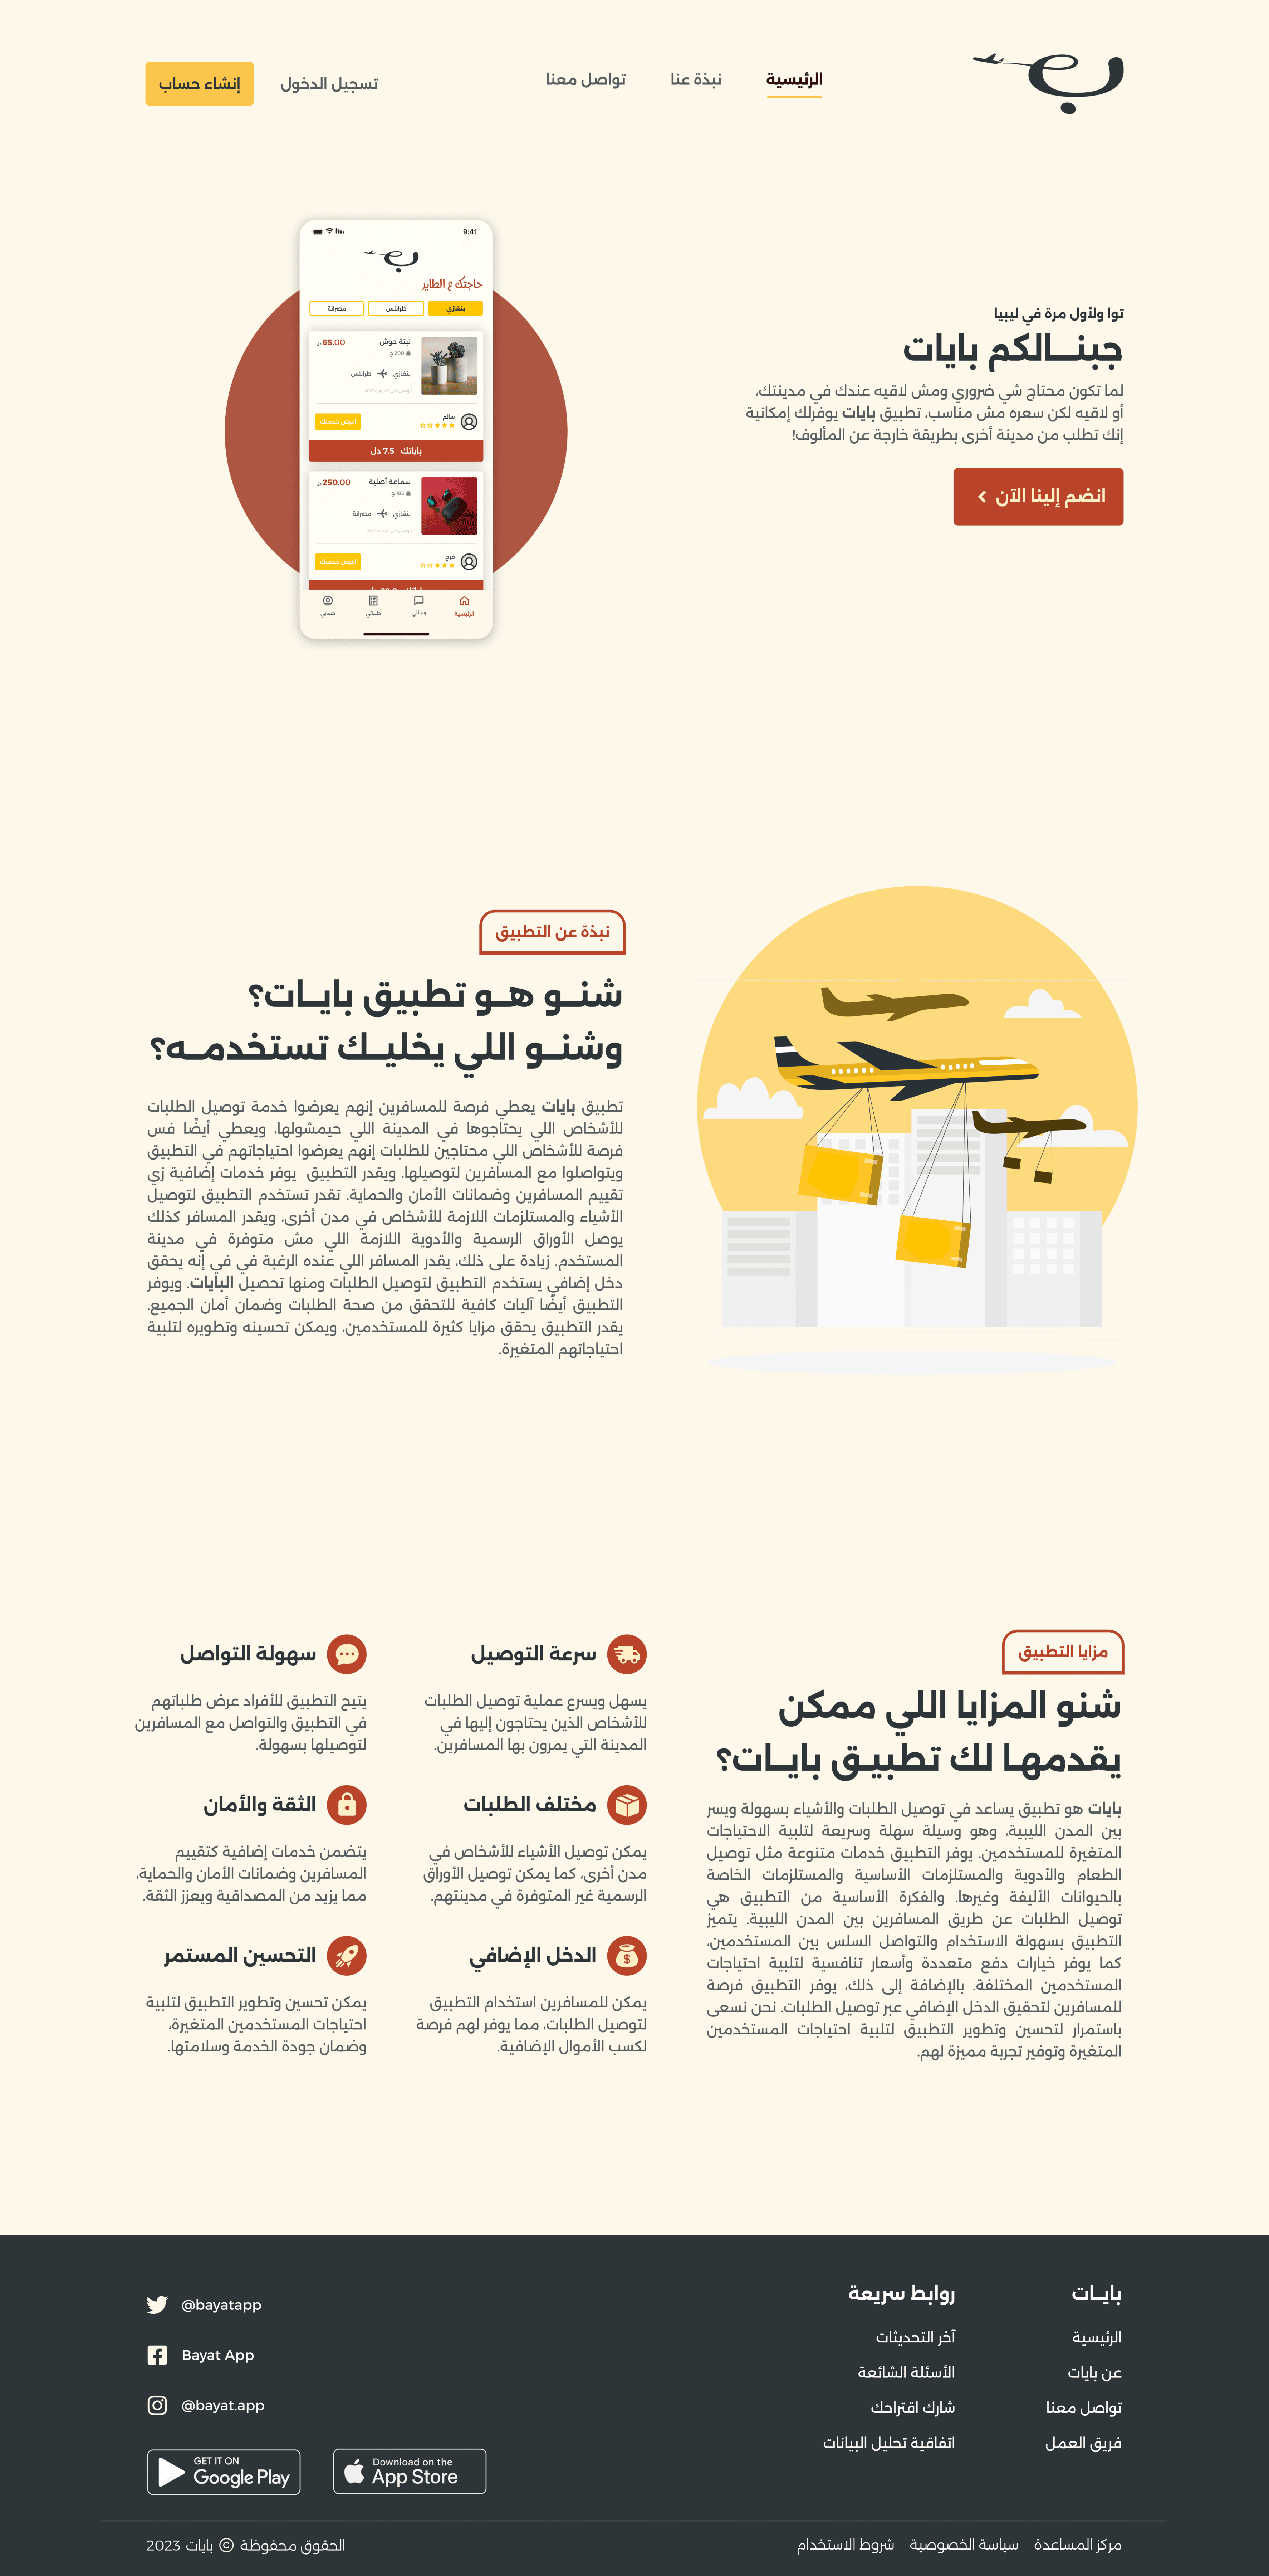 الرئيسية
نبذة عنا
تواصل معنا
تسجيل الدخول
إنشاء حساب
توا ولأول مرة في ليبيا
جبنـــالكم بايات
لما تكون محتاج شي ضروري ومش لاقيه عندك في مدينتك،
أو لاقيه لكن سعره مش مناسب، تطبيق بايات يوفرلك إمكانية
إنك تطلب من مدينة أخرى بطريقة خارجة عن المألوف!
انضم إلينا الآن
9:41
حاجتك ع الطاير
بنغازي
طرابلس
مصراتة
نبتة حوش
65.00 دل
200 ج
بنغازي
طرابلس
سالم
اعرض خدمتك
باياتك 7.5 دل
سماعة أصلية
250.00 دل
185 ج
بنغازي
مصراتة
فرج
اعرض خدمتك
الرئيسية
رسائلي
طلباتي
حسابي
نبذة عن التطبيق
شنــو هــو تطبيق بايــات؟
وشنــو اللي يخليــك تستخدمــه؟
تطبيق بايات يعطي فرصة للمسافرين إنهم يعرضوا خدمة توصيل الطلبات
للأشخاص اللي يحتاجوها في المدينة اللي حيمشولها، ويعطي أيضًا فس
فرصة للأشخاص اللي محتاجين للطلبات إنهم يعرضوا احتياجاتهم في التطبيق
ويتواصلوا مع المسافرين لتوصيلها. ويقدر التطبيق يوفر خدمات إضافية زي
تقييم المسافرين وضمانات الأمان والحماية. تقدر تستخدم التطبيق لتوصيل
الأشياء والمستلزمات اللازمة للأشخاص في مدن أخرى، ويقدر المسافر كذلك
يوصل الأوراق الرسمية والأدوية اللازمة اللي مش متوفرة في مدينة
المستخدم. زيادة على ذلك، يقدر المسافر اللي عنده الرغبة في في إنه يحقق
دخل إضافي يستخدم التطبيق لتوصيل الطلبات ومنها تحصيل البايات. ويوفر
التطبيق أيضًا آليات كافية للتحقق من صحة الطلبات وضمان أمان الجميع.
يقدر التطبيق يحقق مزايا كثيرة للمستخدمين، ويمكن تحسينه وتطويره لتلبية
احتياجاتهم المتغيرة.
مزايا التطبيق
شنو المزايا اللي ممكن
يقدمهـا لك تطبيـق بايــات؟
بايات هو تطبيق يساعد في توصيل الطلبات والأشياء بسهولة ويسر
بين المدن الليبية، وهو وسيلة سهلة وسريعة لتلبية الاحتياجات
المتغيرة للمستخدمين. يوفر التطبيق خدمات متنوعة مثل توصيل
الطعام والأدوية والمستلزمات الأساسية والمستلزمات الخاصة
بالحيوانات الأليفة وغيرها. والفكرة الأساسية من التطبيق هي
توصيل الطلبات عن طريق المسافرين بين المدن الليبية. يتميز
التطبيق بسهولة الاستخدام والتواصل السلس بين المستخدمين،
كما يوفر خيارات دفع متعددة وأسعار تنافسية لتلبية احتياجات
المستخدمين المختلفة. بالإضافة إلى ذلك، يوفر التطبيق فرصة
للمسافرين لتحقيق الدخل الإضافي عبر توصيل الطلبات. نحن نسعى
باستمرار لتحسين وتطوير التطبيق لتلبية احتياجات المستخدمين
المتغيرة وتوفير تجربة مميزة لهم.
سرعة التوصيل
يسهل ويسرع عملية توصيل الطلبات
للأشخاص الذين يحتاجون إليها في
المدينة التي يمرون بها المسافرين.
سهولة التواصل
يتيح التطبيق للأفراد عرض طلباتهم
في التطبيق والتواصل مع المسافرين
لتوصيلها بسهولة.
مختلف الطلبات
يمكن توصيل الأشياء للأشخاص في
مدن أخرى، كما يمكن توصيل الأوراق
الرسمية غير المتوفرة في مدينتهم.
الثقة والأمان
يتضمن خدمات إضافية كتقييم
المسافرين وضمانات الأمان والحماية،
مما يزيد من المصداقية ويعزز الثقة.
الدخل الإضافي
يمكن للمسافرين استخدام التطبيق
لتوصيل الطلبات، مما يوفر لهم فرصة
لكسب الأموال الإضافية.
التحسين المستمر
يمكن تحسين وتطوير التطبيق لتلبية
احتياجات المستخدمين المتغيرة،
وضمان جودة الخدمة وسلامتها.
بايــات
الرئيسية
عن بايات
تواصل معنا
فريق العمل
روابط سريعة
آخر التحديثات
الأسئلة الشائعة
شارك اقتراحك
اتفاقية تحليل البيانات
@bayatapp
Bayat App
@bayat.app
GET IT ON
Google Play
Download on the
App Store
مركز المساعدة
سياسة الخصوصية
شروط الاستخدام
الحقوق محفوظة © بايات 2023